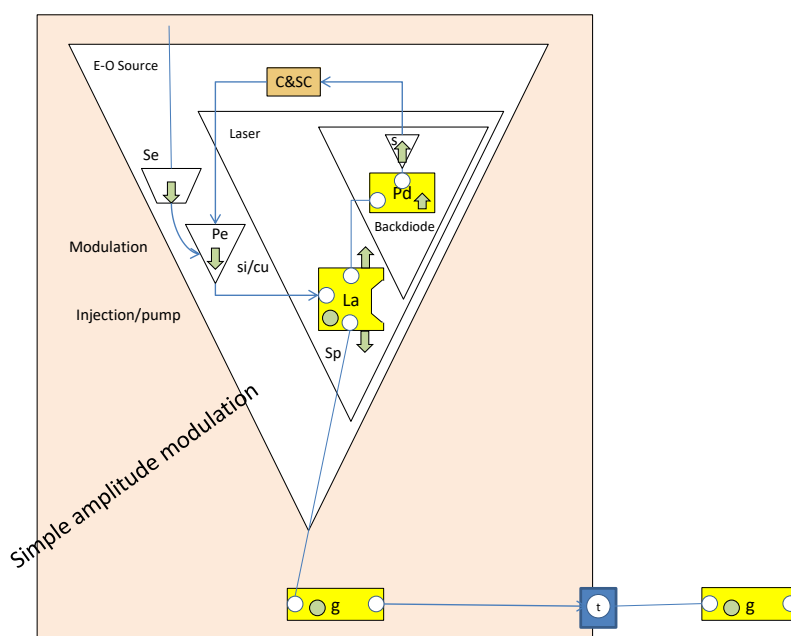 E-O Source
C&SC
Laser
s
Se
Pd
Backdiode
Pe
Modulation
si/cu
La
Injection/pump
Sp
Simple amplitude modulation
g
t
g